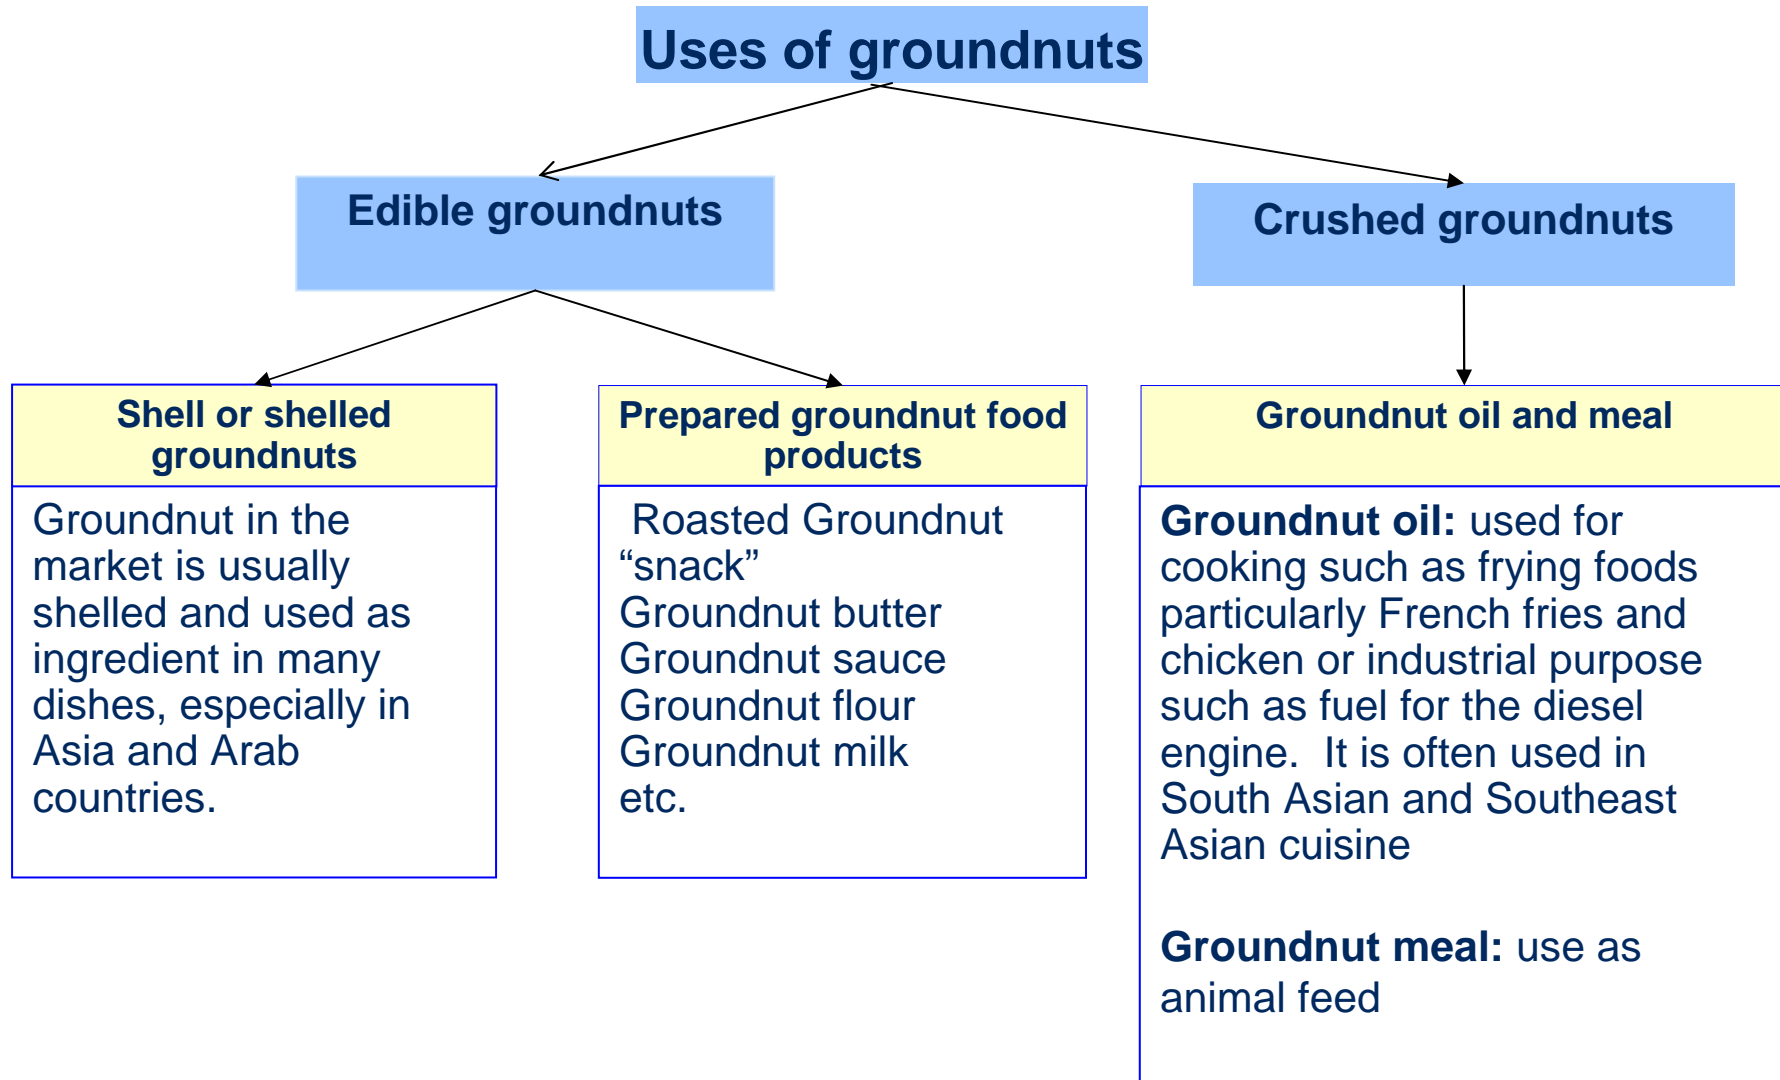 Uses of groundnuts
Edible groundnuts
Crushed groundnuts
Shell or shelled
groundnuts
Groundnut in the
market is usually
shelled and used as
ingredient in many
dishes, especially in
Asia and Arab
countries.
Prepared groundnut food
products
Roasted Groundnut
“snack”
Groundnut butter
Groundnut sauce
Groundnut flour
Groundnut milk
etc.
Groundnut oil and meal
Groundnut oil: used for
cooking such as frying foods
particularly French fries and
chicken or industrial purpose
such as fuel for the diesel
engine.  It is often used in
South Asian and Southeast
Asian cuisine
Groundnut meal: use as
animal feed